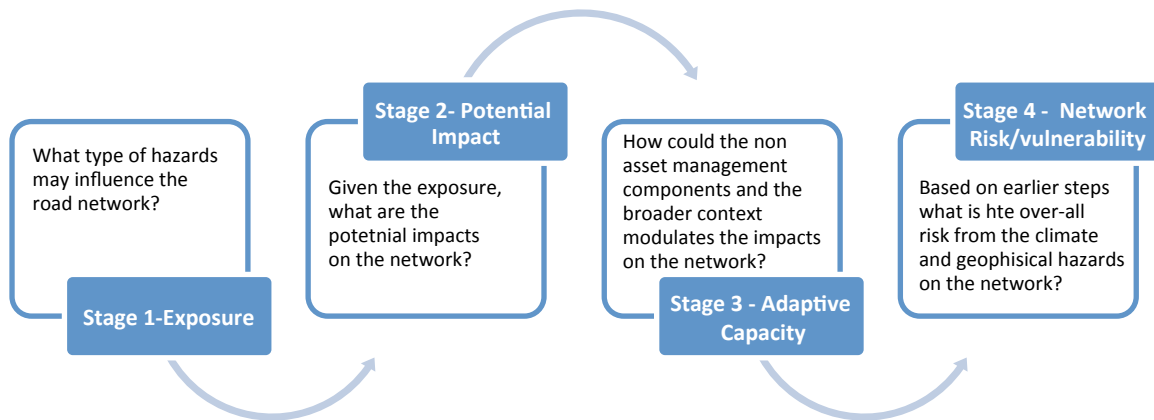 What type of hazards
may influence the
road network?
Stage 1-Exposure
Stage 2- Potential
Impact
Given the exposure,
what are the
potetnial impacts
on the network?
How could the non
asset management
components and the
broader context
modulates the impacts
on the network?
Stage 3 - Adaptive
Capacity
Stage 4 -  Network
Risk/vulnerability
Based on earlier steps
what is hte over-all
risk from the climate
and geophisical hazards
on the network?